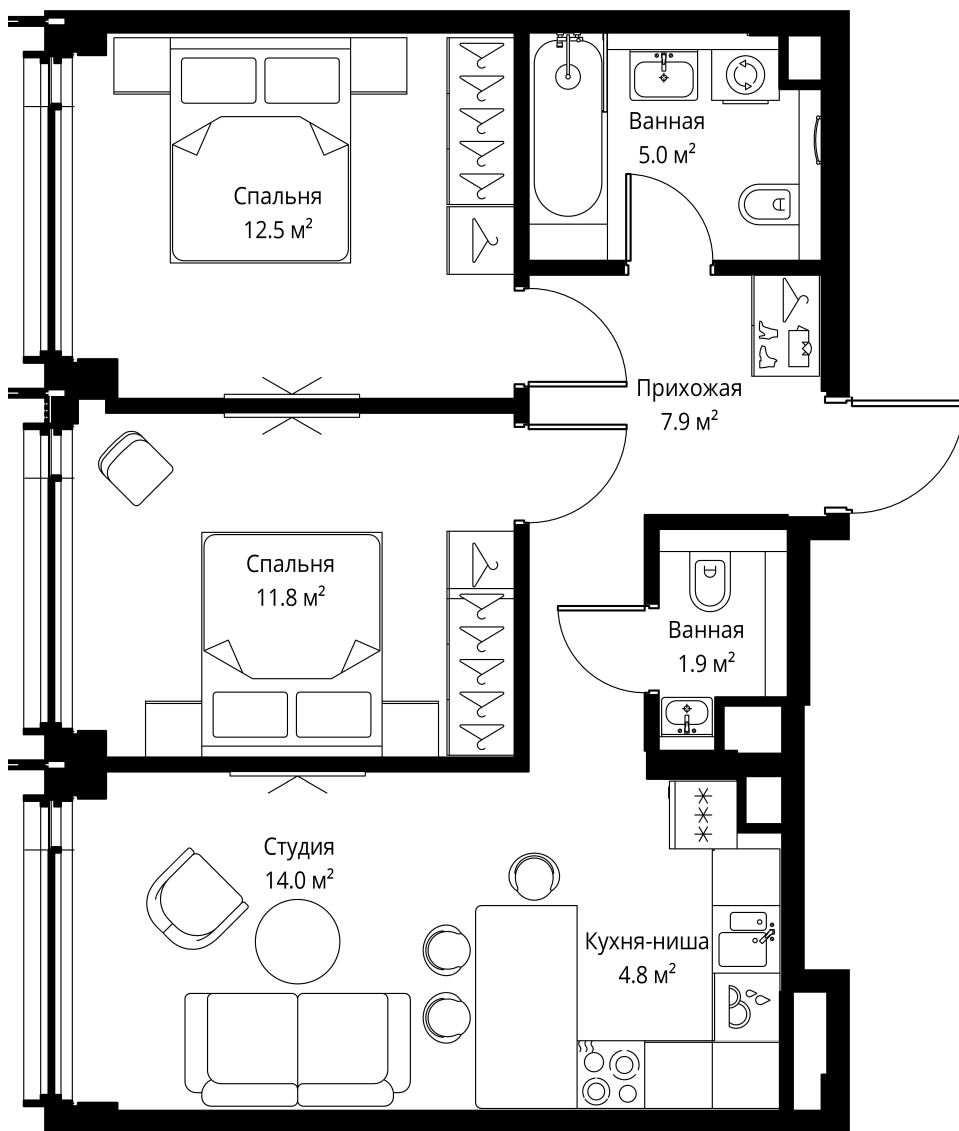 Ванная
5.0 м²
Спальня
12.5 м²
Прихожая
7.9 м²
Спальня
11.8 м²
Ванная
1.9 м²
Студия
14.0 м²
Кухня-ниша
4.8 м²